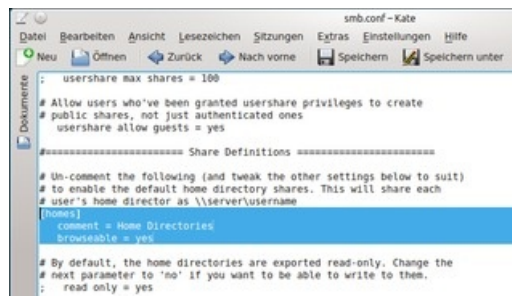 smb.conf – Kate
Datei Bearbeiten Ansicht Lesezeichen Sitzungen Extras Einstellungen Hilfe
Neu Öffnen Zurück Nach vorne Speichern Speichern unter
Dokumente
;   usershare max shares = 100
# Allow users who've been granted usershare privileges to create
# public shares, not just authenticated ones
usershare allow guests = yes
#======================= Share Definitions =======================
# Un-comment the following (and tweak the other settings below to suit)
# to enable the default home directory shares. This will share each
# user's home director as \\server\username
[homes]
comment = Home Directories
browseable = yes
# By default, the home directories are exported read-only. Change the
# next parameter to 'no' if you want to be able to write to them.
;   read only = yes